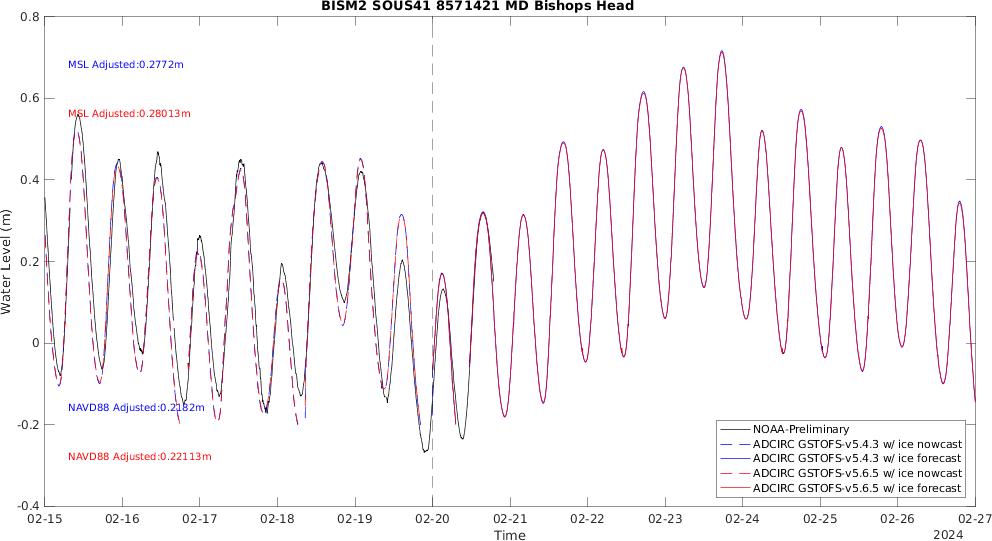 BISM2 SOUS41 8571421 MD Bishops Head
0.8
0.6
0.4
0.2
0
-0.2
-0.4
Water Level (m)
MSL Adjusted:0.2772m
MSL Adjusted:0.28013m
NAVD88 Adjusted:0.2182m
NAVD88 Adjusted:0.22113m
NOAA-Preliminary
ADCIRC GSTOFS-v5.4.3 w/ ice nowcast
ADCIRC GSTOFS-v5.4.3 w/ ice forecast
ADCIRC GSTOFS-v5.6.5 w/ ice nowcast
ADCIRC GSTOFS-v5.6.5 w/ ice forecast
02-15 02-16 02-17 02-18 02-19 02-20 02-21 02-22 02-23 02-24 02-25 02-26 02-27
Time
2024